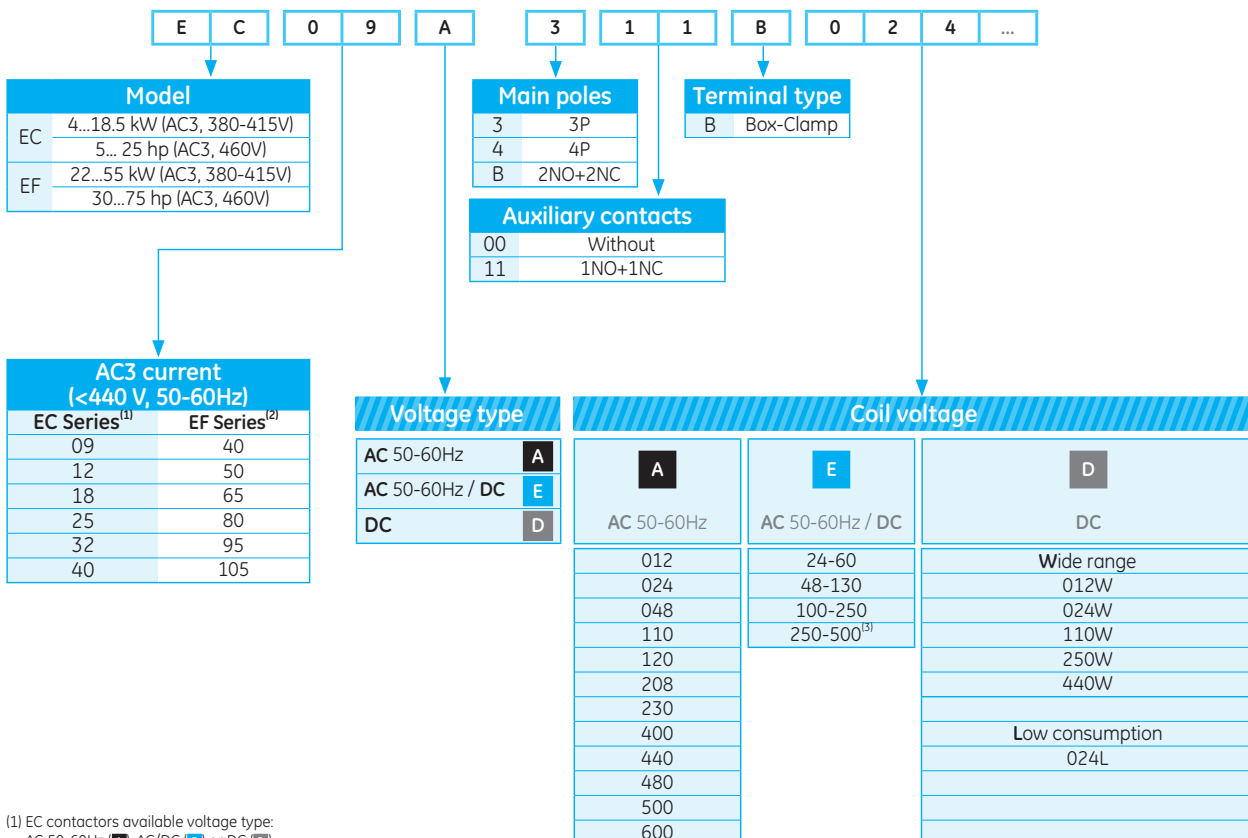 E C 0 9 A 3 1 1 B 0 2 4 ...
Model
EC 4...18.5 kW (AC3, 380-415V)
5... 25 hp (AC3, 460V)
EF 22...55 kW (AC3, 380-415V)
30...75 hp (AC3, 460V)
Main poles
3 3P
4 4P
B 2NO+2NC
Terminal type
B Box-Clamp
Auxiliary contacts
00 Without
11 1NO+1NC
AC3 current
(<440 V, 50-60Hz)
EC Series(1) EF Series(2)
09 40
12 50
18 65
25 80
32 95
40 105
Voltage type
AC 50-60Hz A
AC 50-60Hz / DC E
DC D
Coil voltage
A
AC 50-60Hz
012
024
048
110
120
208
230
400
440
480
500
600
E
AC 50-60Hz / DC
24-60
48-130
100-250
250-500(3)
D
DC
Wide range
012W
024W
110W
250W
440W
Low consumption
024L
(1) EC contactors available voltage type: